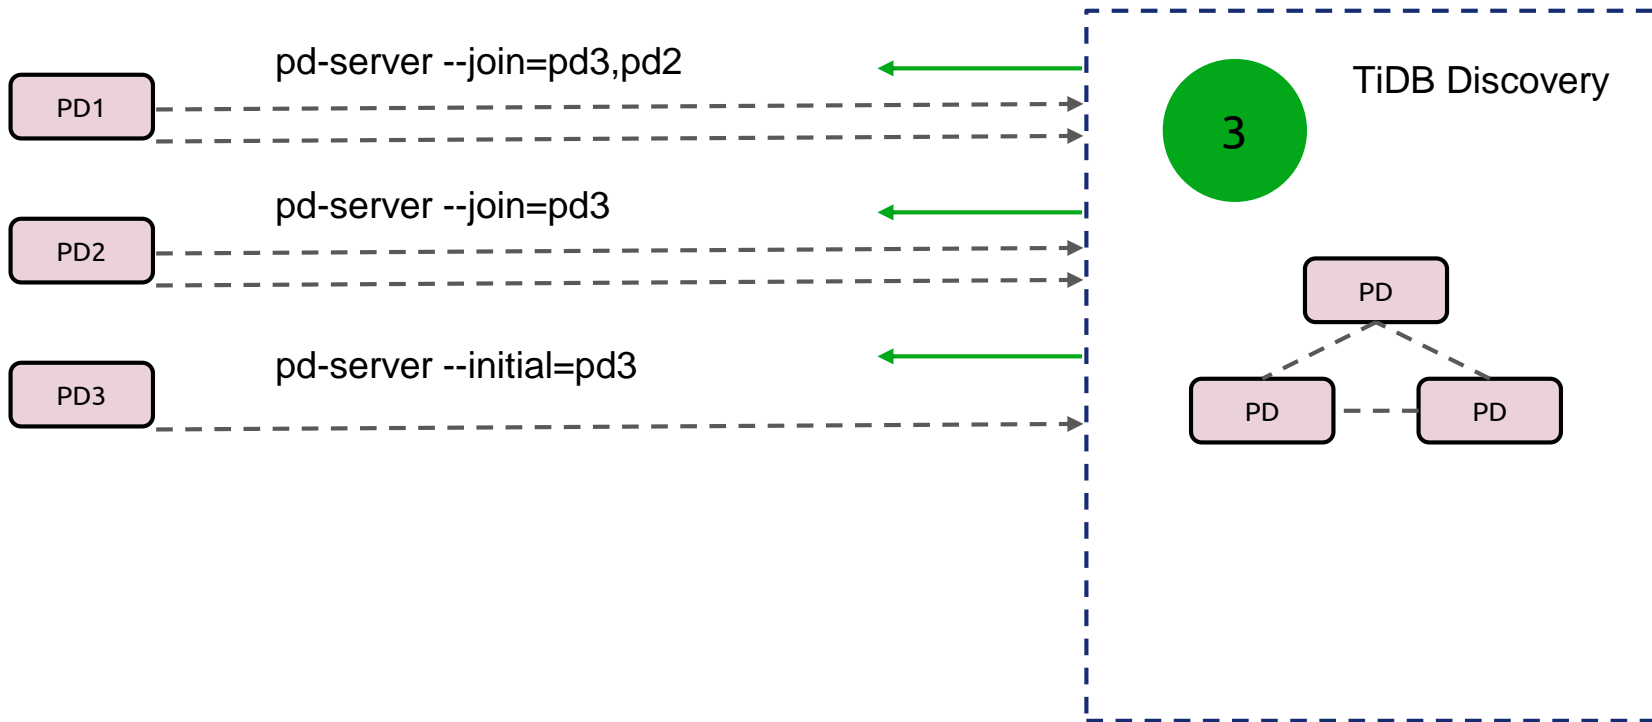 pd-server --join=pd3,pd2
PD1
TiDB Discovery
3
pd-server --join=pd3
PD2
PD
pd-server --initial=pd3
PD3
PD
PD